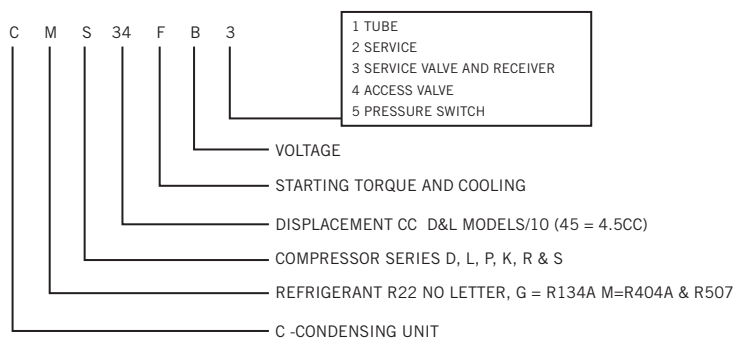 C M S 34 F B 3
1 TUBE
2 SERVICE
3 SERVICE VALVE AND RECEIVER
4 ACCESS VALVE
5 PRESSURE SWITCH
VOLTAGE
STARTING TORQUE AND COOLING
DISPLACEMENT CC D&L MODELS/10 (45 = 4.5CC)
COMPRESSOR SERIES D, L, P, K, R & S
REFRIGERANT R22 NO LETTER, G = R134A M=R404A & R507
C -CONDENSING UNIT